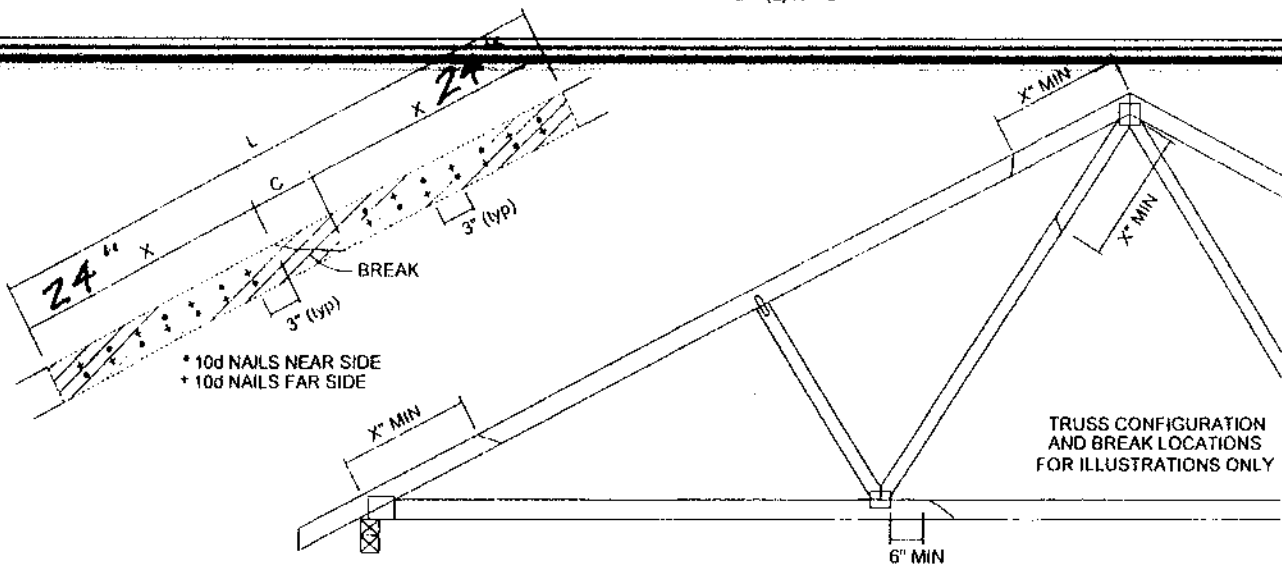 24"
L
X" MIN
X
C
3" (typ)
X" MIN
24"
X
BREAK
3" (typ)
• 10d NAILS NEAR SIDE
+ 10d NAILS FAR SIDE
X" MIN
TRUSS CONFIGURATION
AND BREAK LOCATIONS
FOR ILLUSTRATIONS ONLY
6" MIN